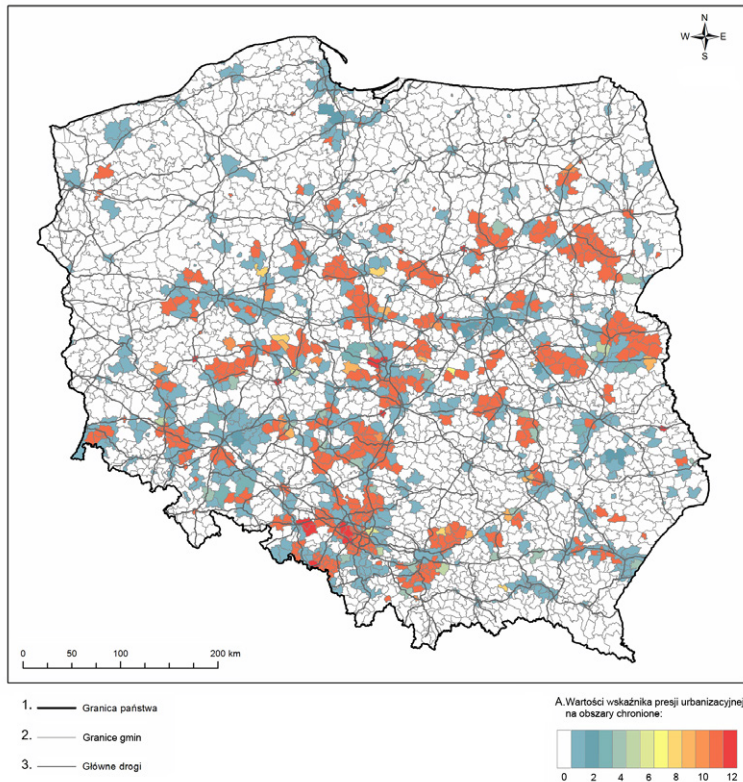 N
W E
S
0 50 100 200 km
1. Granica państwa
2. Granice gmin
3. Główne drogi
A. Wartości wskaźnika presji urbanizacyjnej
na obszary chronione:
0 2 4 6 8 10 12